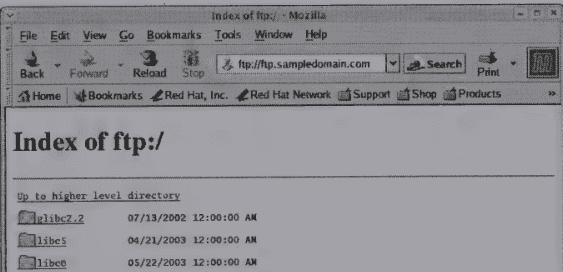 Index of ftp:/ - Mozilla
File Edit View Go Bookmarks Tools Window Help
Back Forward Reload Stop ftp://ftp.sampledomain.com Search Print
Home Bookmarks Red Hat, Inc. Red Hat Network Support Shop Products »
Index of ftp:/
Up to higher level directory
glibc2.2 07/13/2002 12:00:00 AM
libc5 04/21/2003 12:00:00 AM
libc6 05/22/2003 12:00:00 AM